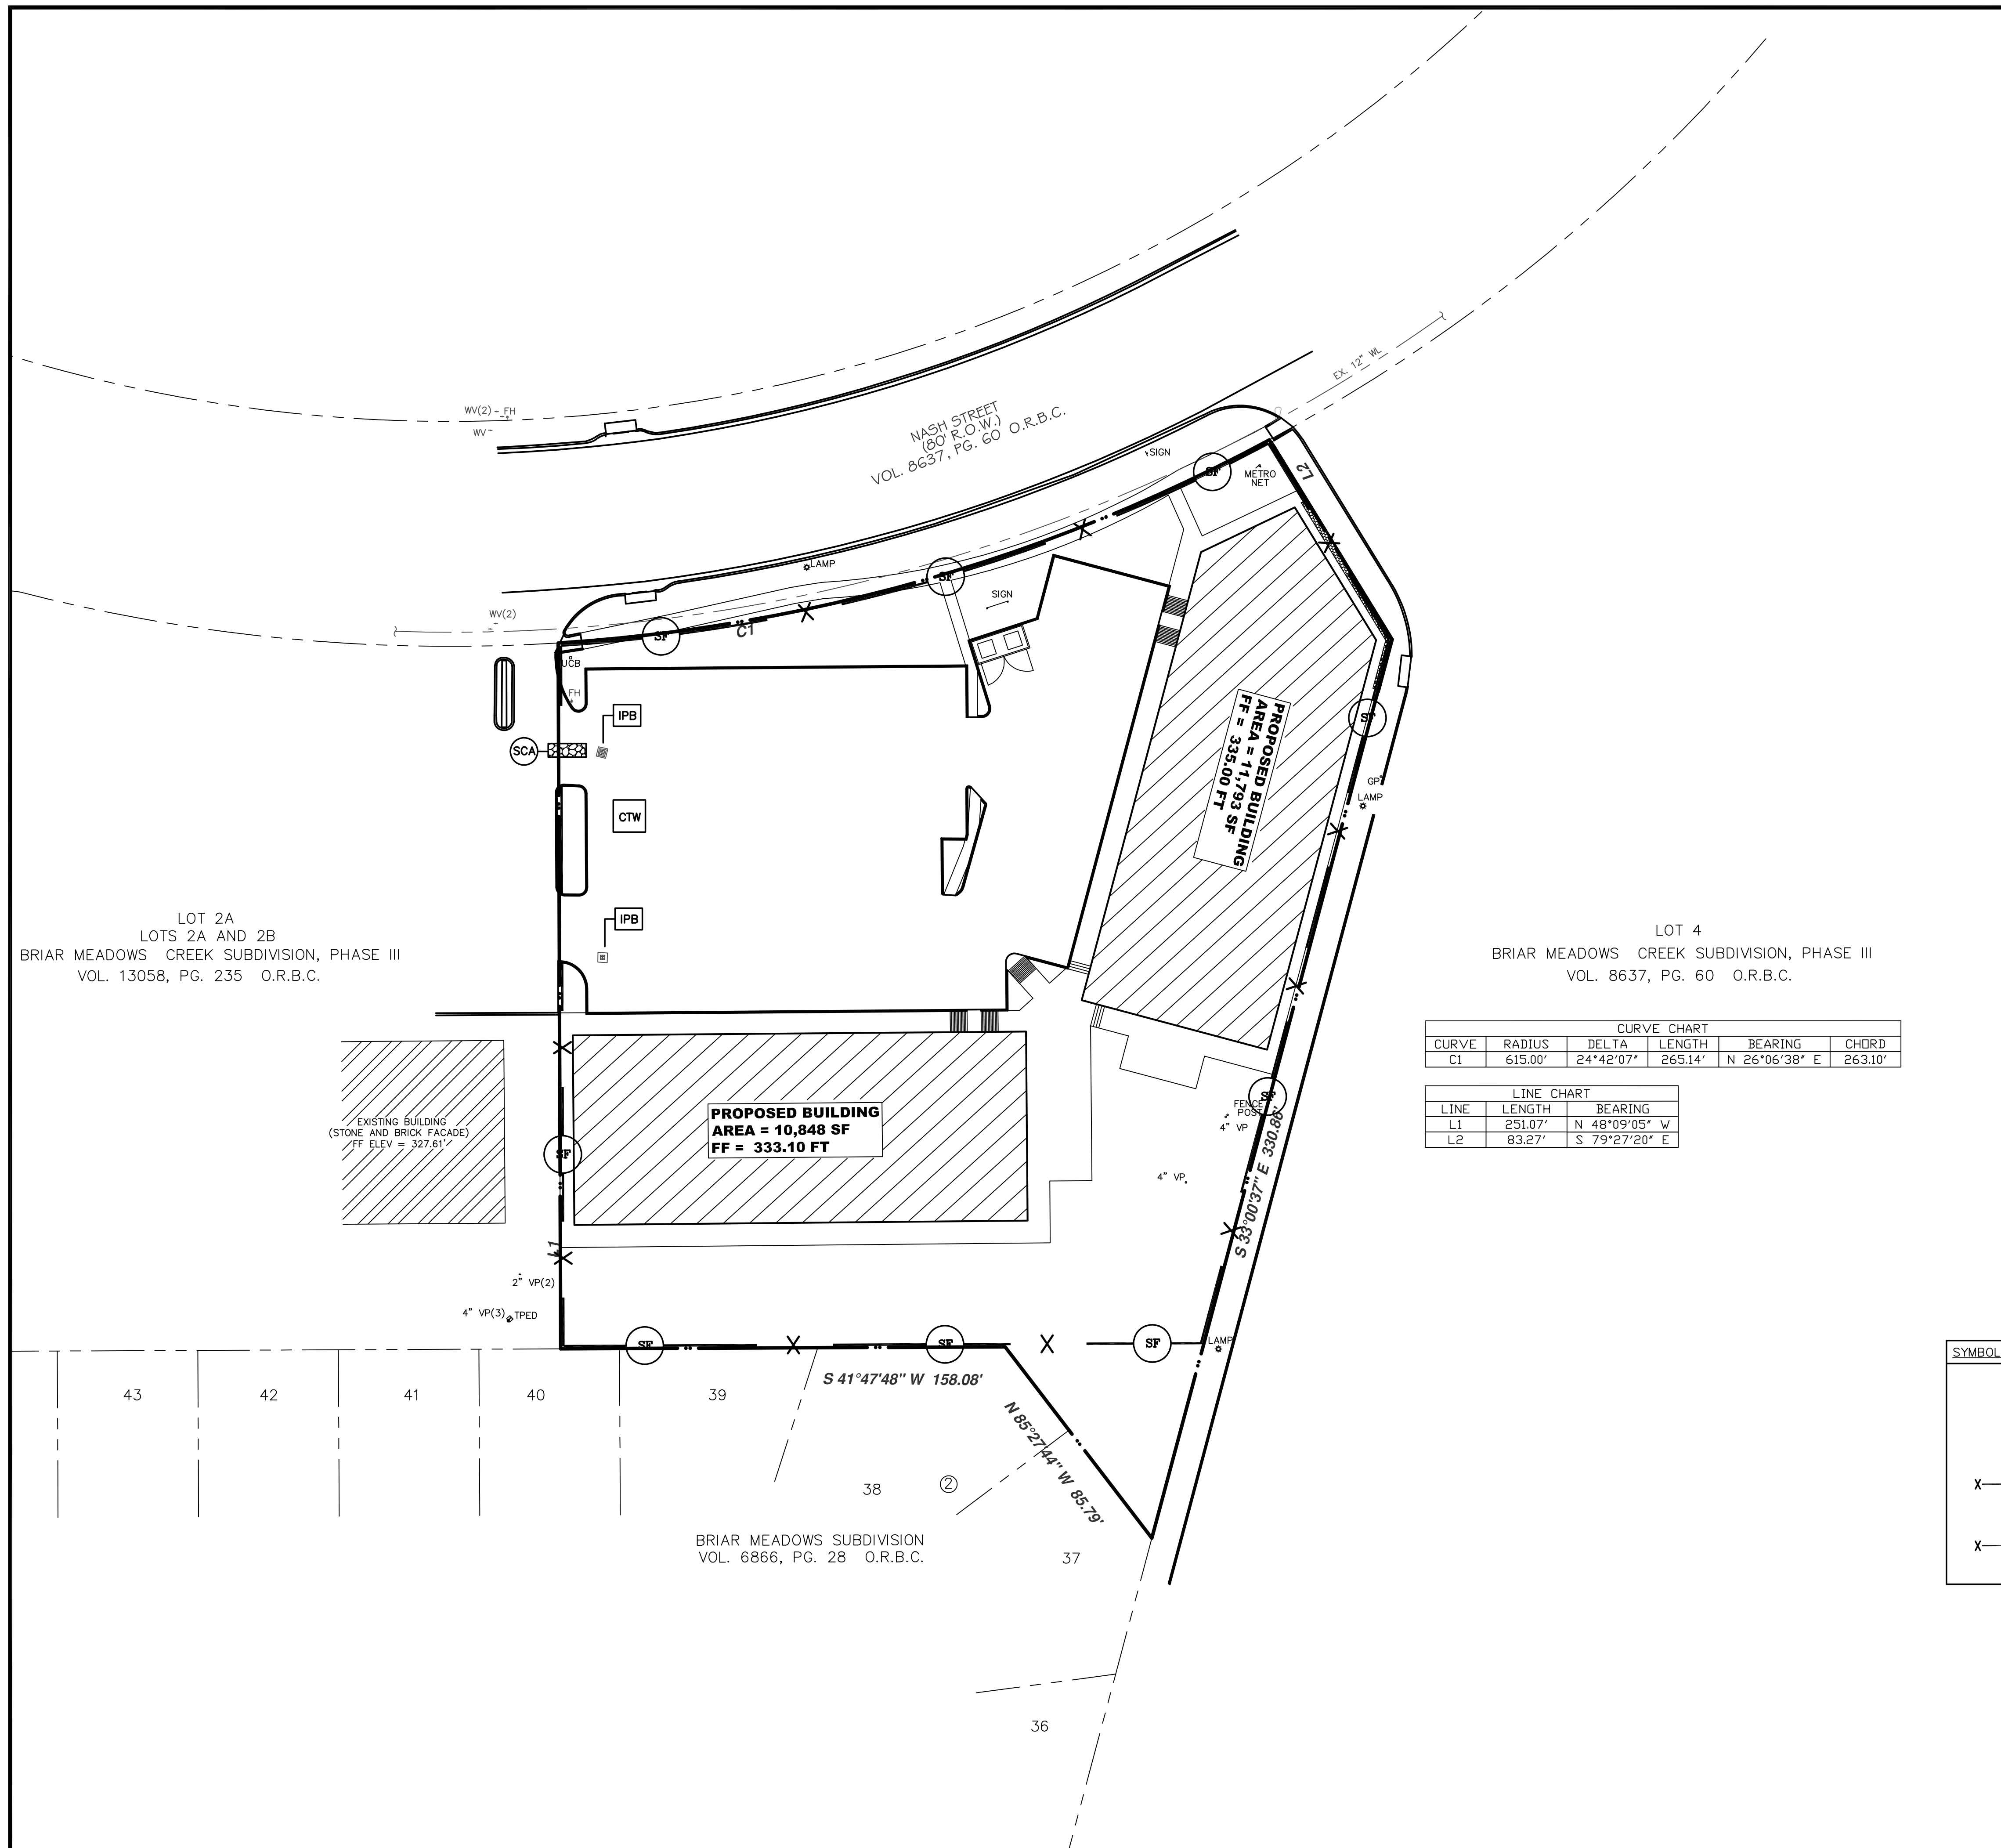 WV(2)
FH
WV
NASH STREET
(80' R.O.W.)
VOL. 8637, PG. 60 O.R.B.C.
EX. 12" WL
SIGN
SF
METRO
NET
L2
LAMP
SF
SIGN
WV(2)
SF
C1
UCB
FH
IPB
SCA
CTW
IPB
SF
GP
LAMP
PROPOSED BUILDING
AREA = 11,793 SF
FF = 335.00 FT
LOT 2A
LOTS 2A AND 2B
BRIAR MEADOWS CREEK SUBDIVISION, PHASE III
VOL. 13058, PG. 235 O.R.B.C.
LOT 4
BRIAR MEADOWS CREEK SUBDIVISION, PHASE III
VOL. 8637, PG. 60 O.R.B.C.
CURVE CHART
CURVE RADIUS DELTA LENGTH BEARING CHORD
C1 615.00' 24°42'07" 265.14' N 26°06'38" E 263.10'
LINE CHART
LINE LENGTH BEARING
L1 251.07' N 48°09'05" W
L2 83.27' S 79°27'20" E
EXISTING BUILDING
(STONE AND BRICK FACADE)
FF ELEV = 327.61'
PROPOSED BUILDING
AREA = 10,848 SF
FF = 333.10 FT
SF
SF
FENCE
POST
4" VP
4" VP
S 33°00'37" E 330.86'
L1
2" VP(2)
4" VP(3)
TPED
SF
SF
SF
LAMP
SYMBOL
43
42
41
40
39
S 41°47'48" W 158.08'
N 85°27'44" W 85.79'
38
2
BRIAR MEADOWS SUBDIVISION
VOL. 6866, PG. 28 O.R.B.C.
37
X
X
36